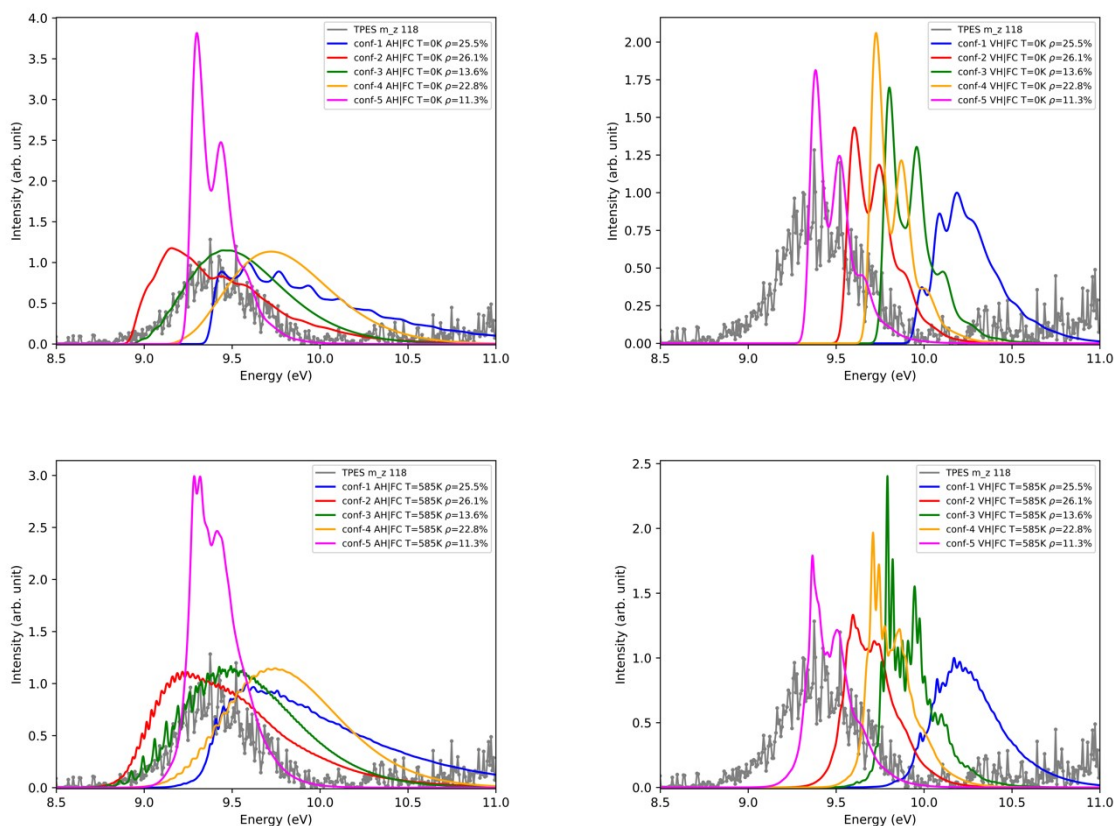 4.0
3.5
3.0
2.5
2.0
1.5
1.0
0.5
0.0
Intensity (arb. unit)
TPES m_z 118
conf-1 AH|FC T=0K ρ=25.5%
conf-2 AH|FC T=0K ρ=26.1%
conf-3 AH|FC T=0K ρ=13.6%
conf-4 AH|FC T=0K ρ=22.8%
conf-5 AH|FC T=0K ρ=11.3%
8.5 9.0 9.5 10.0 10.5 11.0
Energy (eV)
2.00
1.75
1.50
1.25
1.00
0.75
0.50
0.25
0.00
Intensity (arb. unit)
TPES m_z 118
conf-1 VH|FC T=0K ρ=25.5%
conf-2 VH|FC T=0K ρ=26.1%
conf-3 VH|FC T=0K ρ=13.6%
conf-4 VH|FC T=0K ρ=22.8%
conf-5 VH|FC T=0K ρ=11.3%
8.5 9.0 9.5 10.0 10.5 11.0
Energy (eV)
3.0
2.5
2.0
1.5
1.0
0.5
0.0
Intensity (arb. unit)
TPES m_z 118
conf-1 AH|FC T=585K ρ=25.5%
conf-2 AH|FC T=585K ρ=26.1%
conf-3 AH|FC T=585K ρ=13.6%
conf-4 AH|FC T=585K ρ=22.8%
conf-5 AH|FC T=585K ρ=11.3%
8.5 9.0 9.5 10.0 10.5 11.0
Energy (eV)
2.5
2.0
1.5
1.0
0.5
0.0
Intensity (arb. unit)
TPES m_z 118
conf-1 VH|FC T=585K ρ=25.5%
conf-2 VH|FC T=585K ρ=26.1%
conf-3 VH|FC T=585K ρ=13.6%
conf-4 VH|FC T=585K ρ=22.8%
conf-5 VH|FC T=585K ρ=11.3%
8.5 9.0 9.5 10.0 10.5 11.0
Energy (eV)